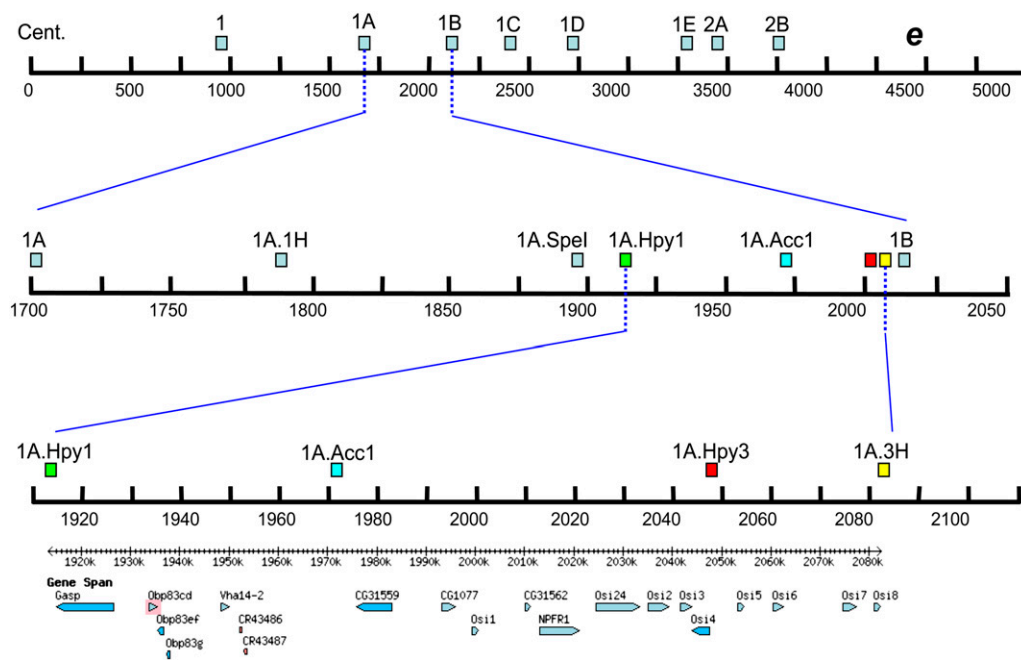 1 1A 1B 1C 1D 1E 2A 2B
Cent. e
0 500 1000 1500 2000 2500 3000 3500 4000 4500 5000
1A 1A.1H 1A.SpeI 1A.Hpy1 1A.Acc1 1B
1700 1750 1800 1850 1900 1950 2000 2050
1A.Hpy1 1A.Acc1 1A.Hpy3 1A.3H
1920 1940 1960 1980 2000 2020 2040 2060 2080 2100
1920k 1930k 1940k 1950k 1960k 1970k 1980k 1990k 2000k 2010k 2020k 2030k 2040k 2050k 2060k 2070k 2080k
Gene Span
Gasp Obp83cd Vha14-2 CG31559 CG1077 CG31562 Osi24 Osi2 Osi3 Osi5 Osi6 Osi7 Osi8
Obp83ef CR43486 Osi1 NPFR1 Osi4
Obp83g CR43487